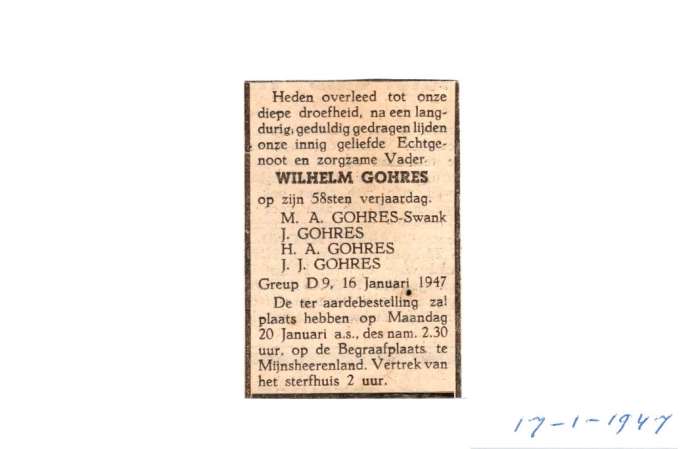 Heden overleed tot onze
diepe droefheid, na een lang-
durig, geduldig gedragen lijden
onze innig geliefde Echtge-
noot en zorgzame Vader
WILHELM GOHRES
op zijn 58sten verjaardag.
M. A. GOHRES-Swank
J. GOHRES
H. A. GOHRES
J. J. GOHRES
Greup D 9, 16 Januari 1947
De ter aardebestelling zal
plaats hebben op Maandag
20 Januari a.s., des nam. 2.30
uur, op de Begraafplaats te
Mijnsheerenland. Vertrek van
het sterfhuis 2 uur.
17-1-1947